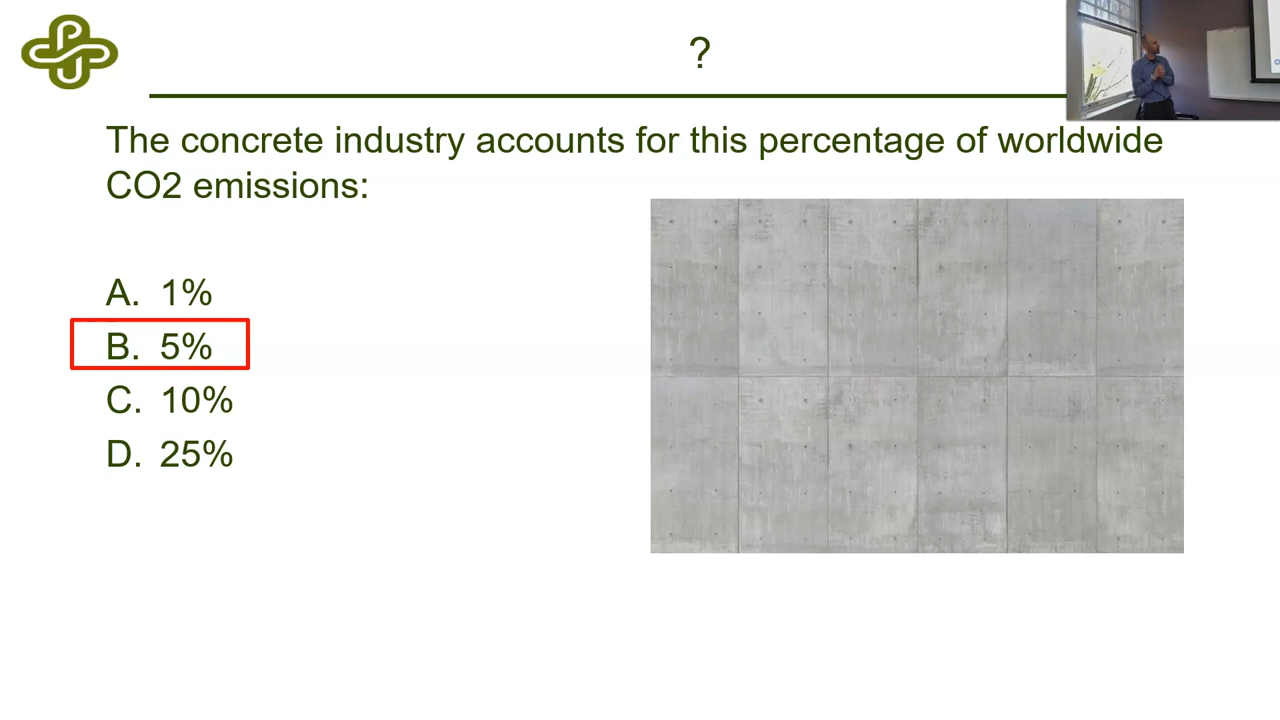 ?
The concrete industry accounts for this percentage of worldwide
CO2 emissions:
A. 1%
B. 5%
C. 10%
D. 25%